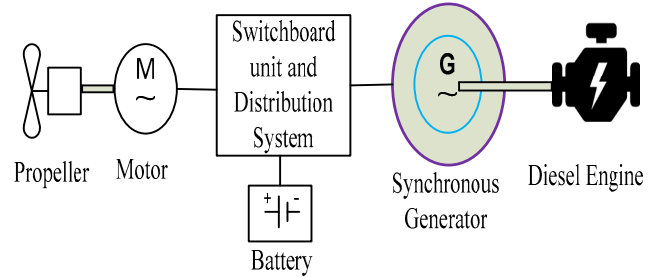 Switchboard
unit and
Distribution
System
M
~
G
~
Propeller
Motor
+ -
Battery
Synchronous
Generator
Diesel Engine